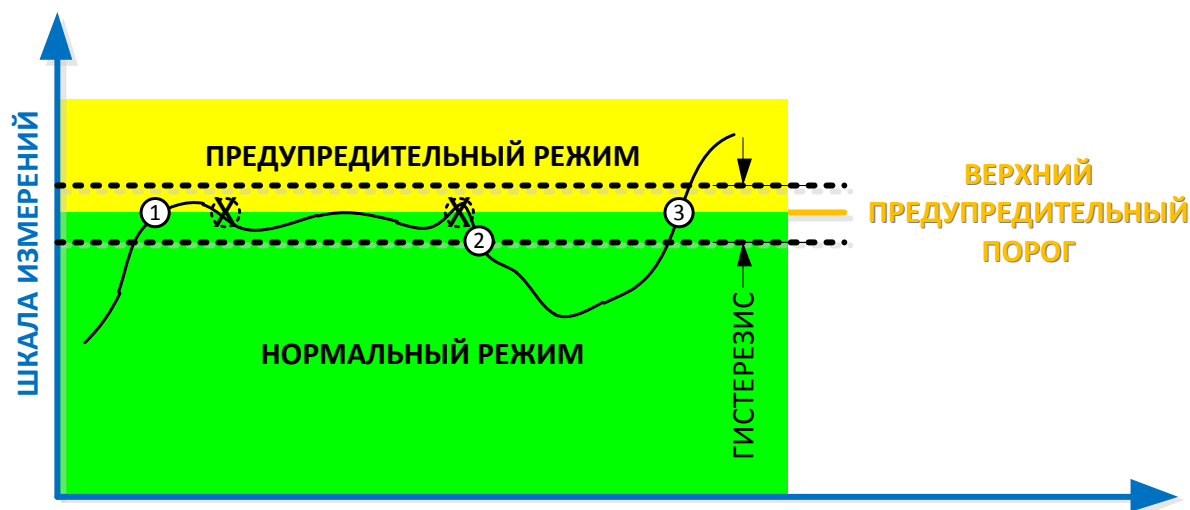 ШКАЛА ИЗМЕРЕНИЙ
ПРЕДУПРЕДИТЕЛЬНЫЙ РЕЖИМ
1
X
X
2
3
НОРМАЛЬНЫЙ РЕЖИМ
ГИСТЕРЕЗИС
ВЕРХНИЙ
ПРЕДУПРЕДИТЕЛЬНЫЙ
ПОРОГ